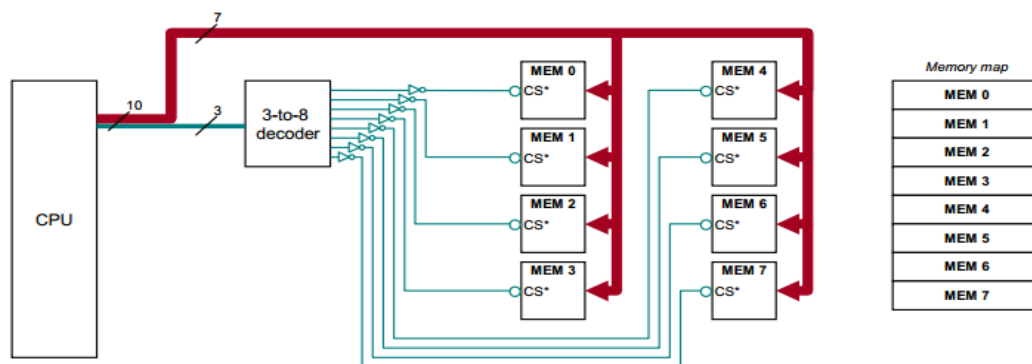 7
10
3
CPU
3-to-8
decoder
MEM 0
CS*
MEM 1
CS*
MEM 2
CS*
MEM 3
CS*
MEM 4
CS*
MEM 5
CS*
MEM 6
CS*
MEM 7
CS*
Memory map
MEM 0
MEM 1
MEM 2
MEM 3
MEM 4
MEM 5
MEM 6
MEM 7